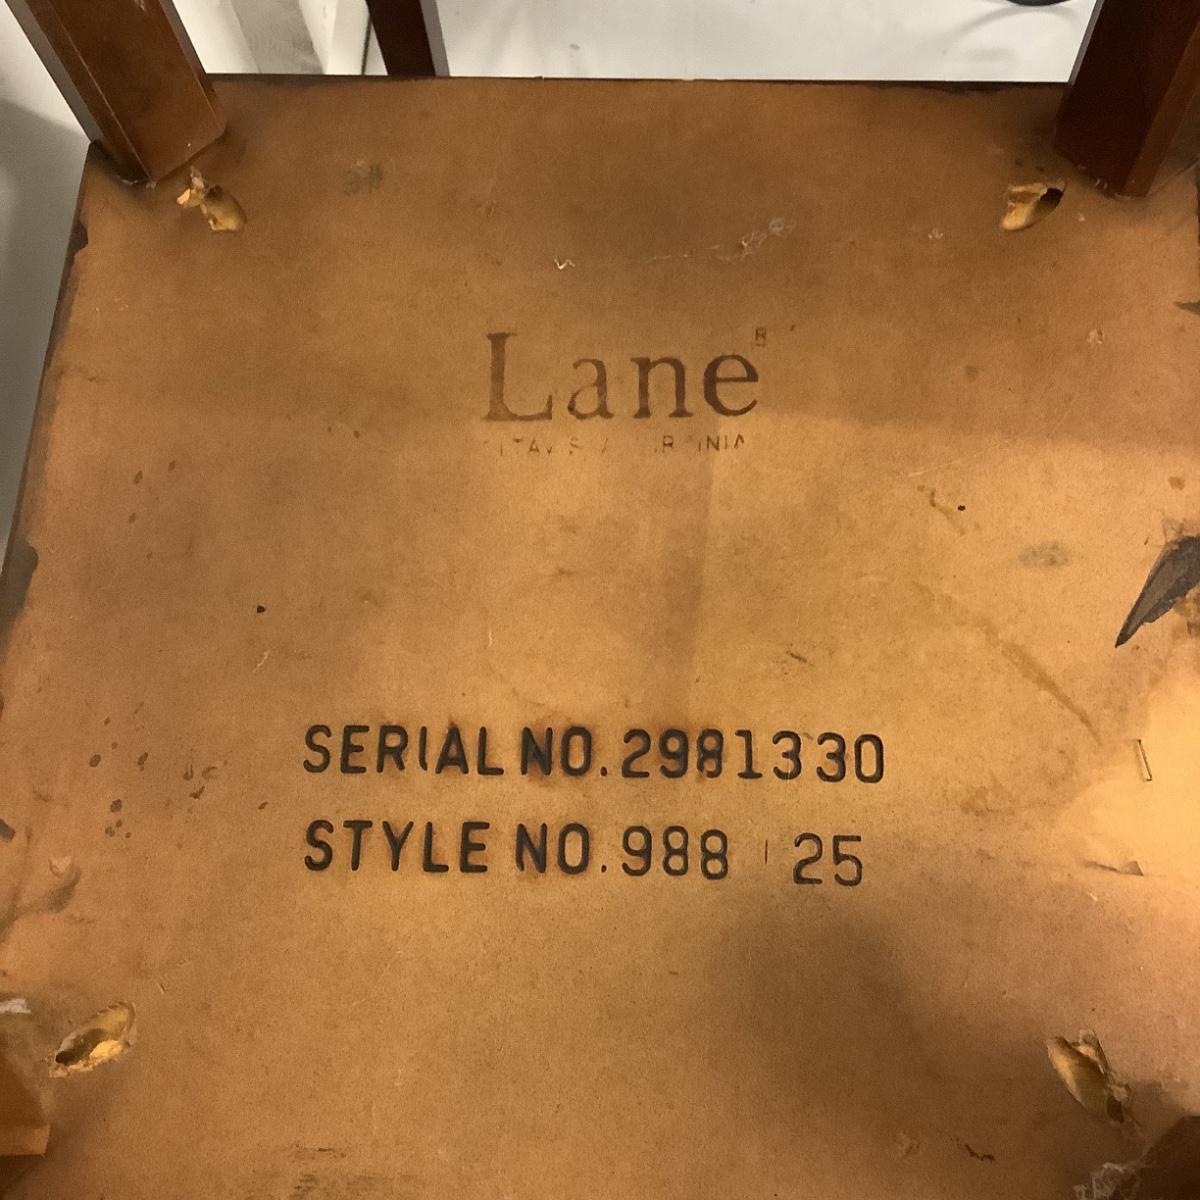 Lane®
SERIAL NO. 2981330
STYLE NO. 988 25